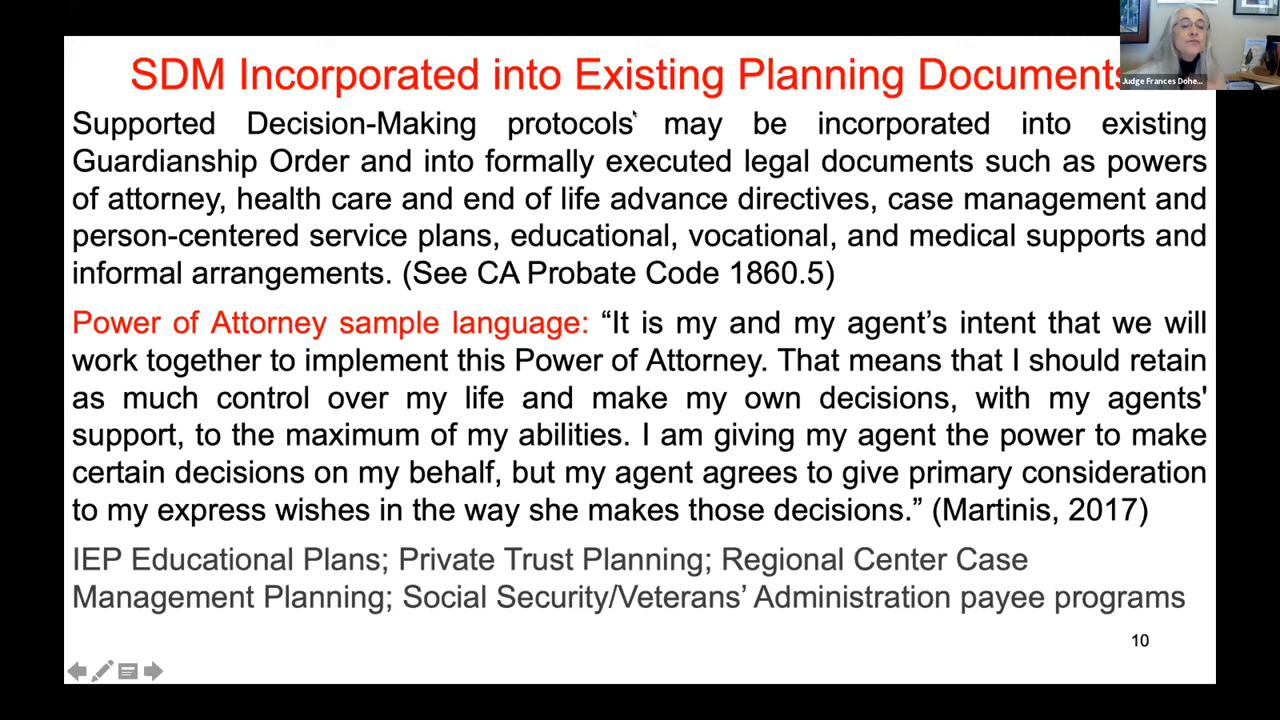 SDM Incorporated into Existing Planning Documents
Judge Frances Dohe...
Supported Decision-Making protocols may be incorporated into existing
Guardianship Order and into formally executed legal documents such as powers
of attorney, health care and end of life advance directives, case management and
person-centered service plans, educational, vocational, and medical supports and
informal arrangements. (See CA Probate Code 1860.5)
Power of Attorney sample language: “It is my and my agent’s intent that we will
work together to implement this Power of Attorney. That means that I should retain
as much control over my life and make my own decisions, with my agents'
support, to the maximum of my abilities. I am giving my agent the power to make
certain decisions on my behalf, but my agent agrees to give primary consideration
to my express wishes in the way she makes those decisions.” (Martinis, 2017)
IEP Educational Plans; Private Trust Planning; Regional Center Case
Management Planning; Social Security/Veterans’ Administration payee programs
10